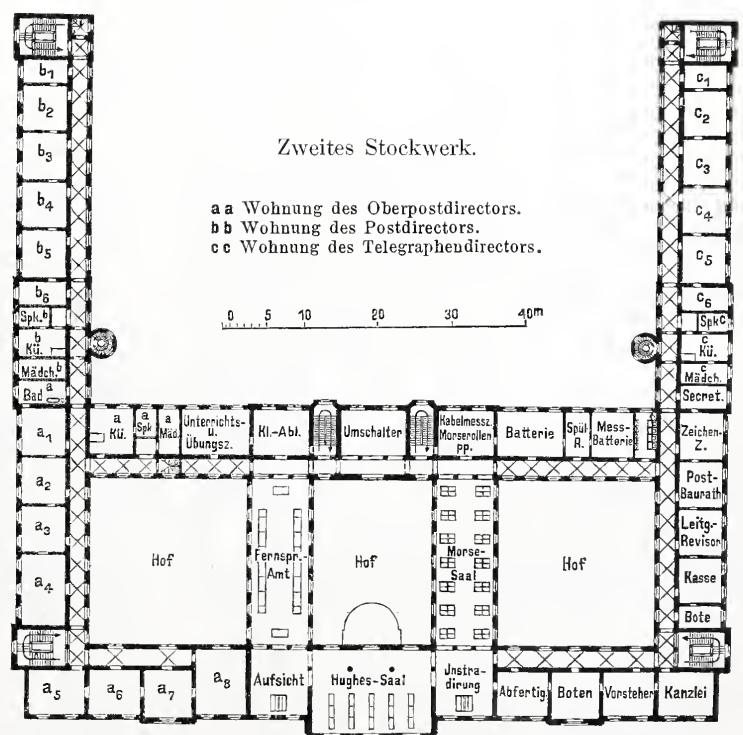 Zweites Stockwerk.
aa Wohnung des Oberpostdirectors.
bb Wohnung des Postdirectors.
cc Wohnung des Telegraphendirectors.
0 5 10 20 30 40m
b1
b2
b3
b4
b5
b6
Spk. b
b
Kü.
Mädch. b
Bad a
a1
a2
a3
a4
a5
a6
a7
a8
c1
c2
c3
c4
c5
c6
Spk c
c
Kü.
c
Mädch.
Secret.
Zeichen-
Z.
Post-
Baurath
Leitg.-
Revisor
Kasse
Bote
a
Kü.
a
Spk
a
Mäd.
Unterrichts-
u.
Übungsz.
Kl.-Abl.
Umschalter
Kabelmessz.
Morserollen
pp.
Batterie
Spül
R.
Mess-
Batterie
Hof
Fernspr.-
Amt
Hof
Morse-
Saal
Hof
Aufsicht
Hughes-Saal
Jnstra-
dirung
Abfertig.
Boten
Vorsteher
Kanzlei